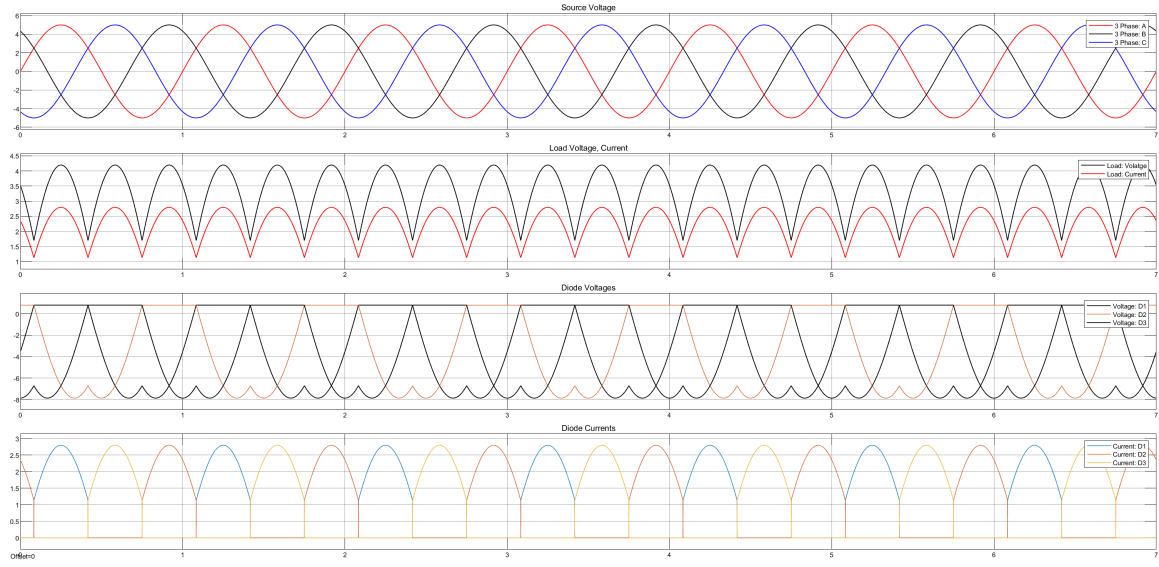 Source Voltage
6
4
2
0
-2
-4
-6
3 Phase: A
3 Phase: B
3 Phase: C
0 1 2 3 4 5 6 7
Load Voltage, Current
4.5
4
3.5
3
2.5
2
1.5
1
Load: Volatge
Load: Current
0 1 2 3 4 5 6 7
Diode Voltages
0
-2
-4
-6
-8
Voltage: D1
Voltage: D2
Voltage: D3
0 1 2 3 4 5 6 7
Diode Currents
3
2.5
2
1.5
1
0.5
0
Current: D1
Current: D2
Current: D3
0 1 2 3 4 5 6 7
Offset=0